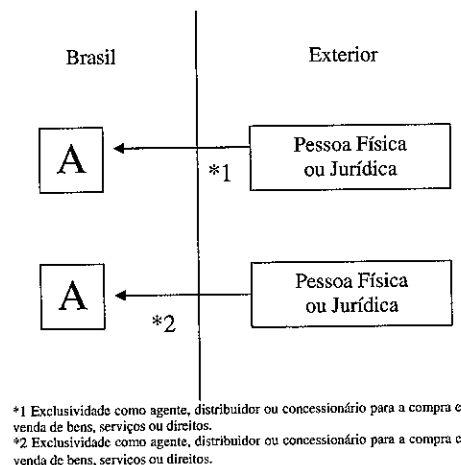 Brasil
Exterior
A
*1
Pessoa Física
ou Jurídica
A
*2
Pessoa Física
ou Jurídica
*1 Exclusividade como agente, distribuidor ou concessionário para a compra e
venda de bens, serviços ou direitos.
*2 Exclusividade como agente, distribuidor ou concessionário para a compra e
venda de bens, serviços ou direitos.